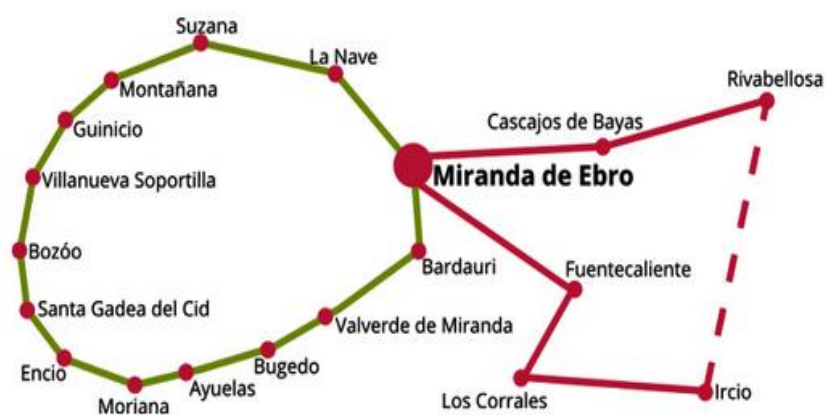 Suzana
La Nave
Montañana
Rivabellosa
Guinicio
Cascajos de Bayas
Villanueva Soportilla
Miranda de Ebro
Bozóo
Bardauri
Fuentecaliente
Santa Gadea del Cid
Valverde de Miranda
Encio
Bugedo
Ayuelas
Moriana
Los Corrales
Ircio